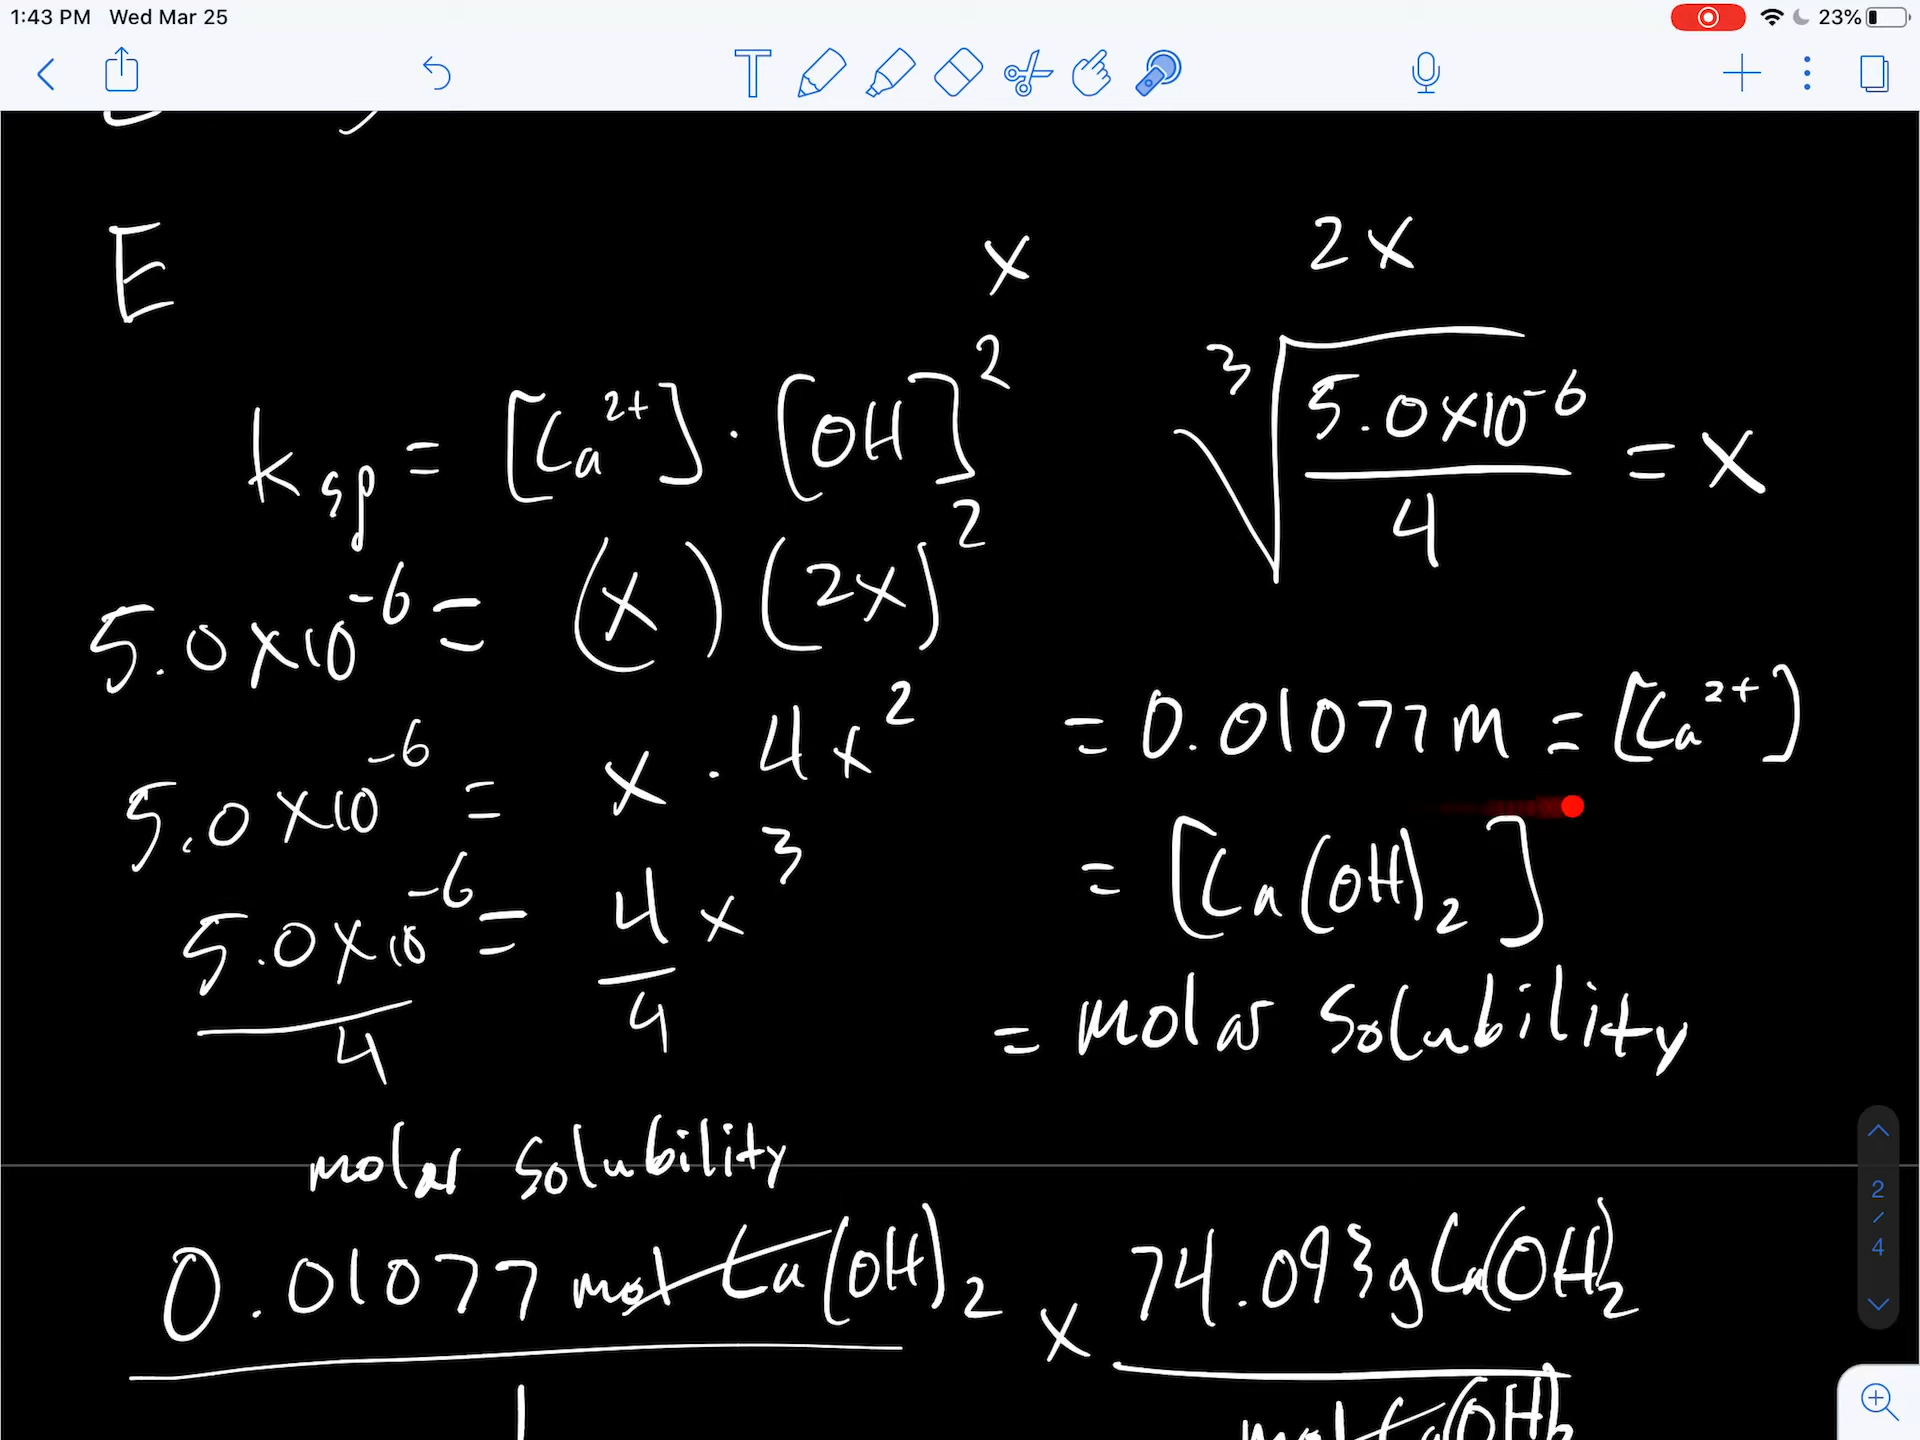 1:43 PM Wed Mar 25 23%
E x 2x
ksp = [Ca²⁺] · [OH]²
5.0x10⁻⁶ = (x) (2x)²
5.0x10⁻⁶ = x · 4x²
5.0x10⁻⁶/4 = 4x³/4
³√(5.0x10⁻⁶/4) = x
= 0.01077M = [Ca²⁺]
= [Ca(OH)₂]
= molar solubility
molar solubility
0.01077 mol Ca(OH)₂ x 74.093 g Ca(OH)₂
mol Ca(OH)₂
2
/
4